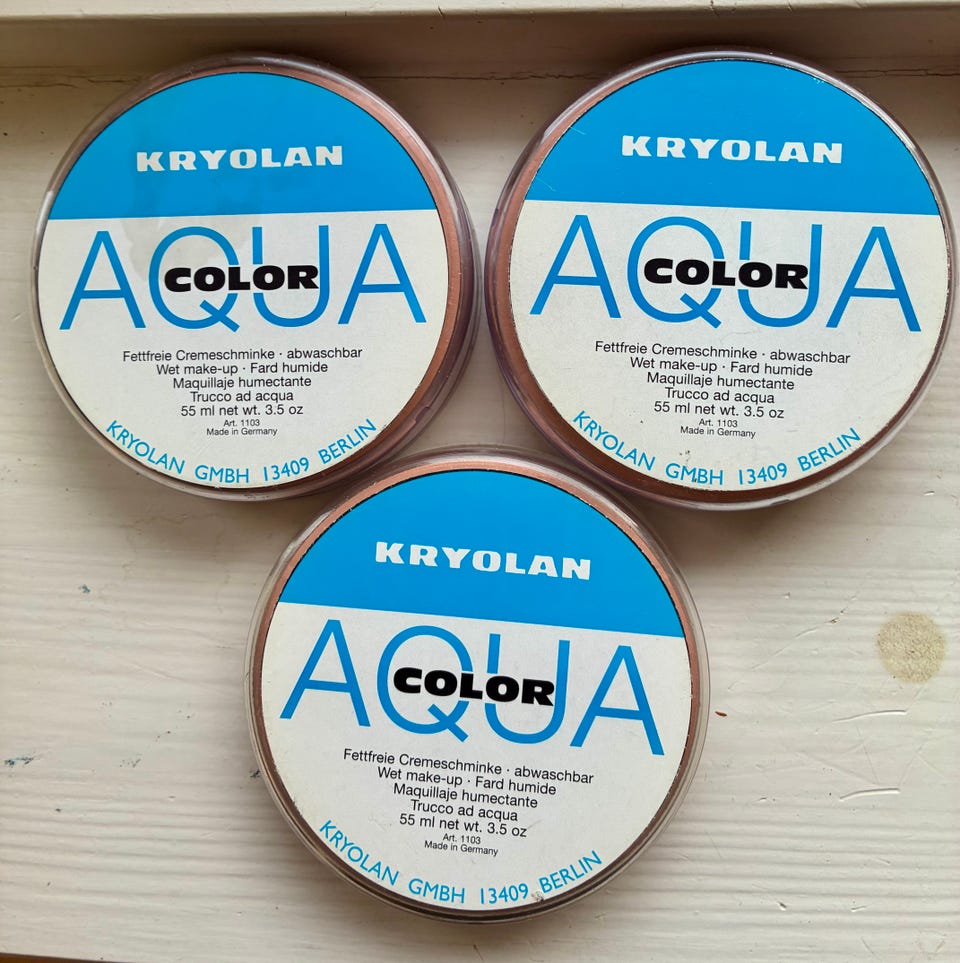 KRYOLAN
AQUA
COLOR
Fettfreie Cremeschminke · abwaschbar
Wet make-up · Fard humide
Maquillaje humectante
Trucco ad acqua
55 ml net wt. 3.5 oz
Art. 1103
Made in Germany
KRYOLAN GMBH 13409 BERLIN
KRYOLAN
AQUA
COLOR
Fettfreie Cremeschminke · abwaschbar
Wet make-up · Fard humide
Maquillaje humectante
Trucco ad acqua
55 ml net wt. 3.5 oz
Art. 1103
Made in Germany
KRYOLAN GMBH 13409 BERLIN
KRYOLAN
AQUA
COLOR
Fettfreie Cremeschminke · abwaschbar
Wet make-up · Fard humide
Maquillaje humectante
Trucco ad acqua
55 ml net wt. 3.5 oz
Art. 1103
Made in Germany
KRYOLAN GMBH 13409 BERLIN